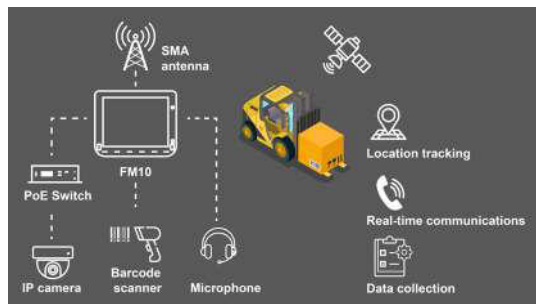 SMA
antenna
FM10
PoE Switch
IP camera
Barcode
scanner
Microphone
Location tracking
Real-time communications
Data collection